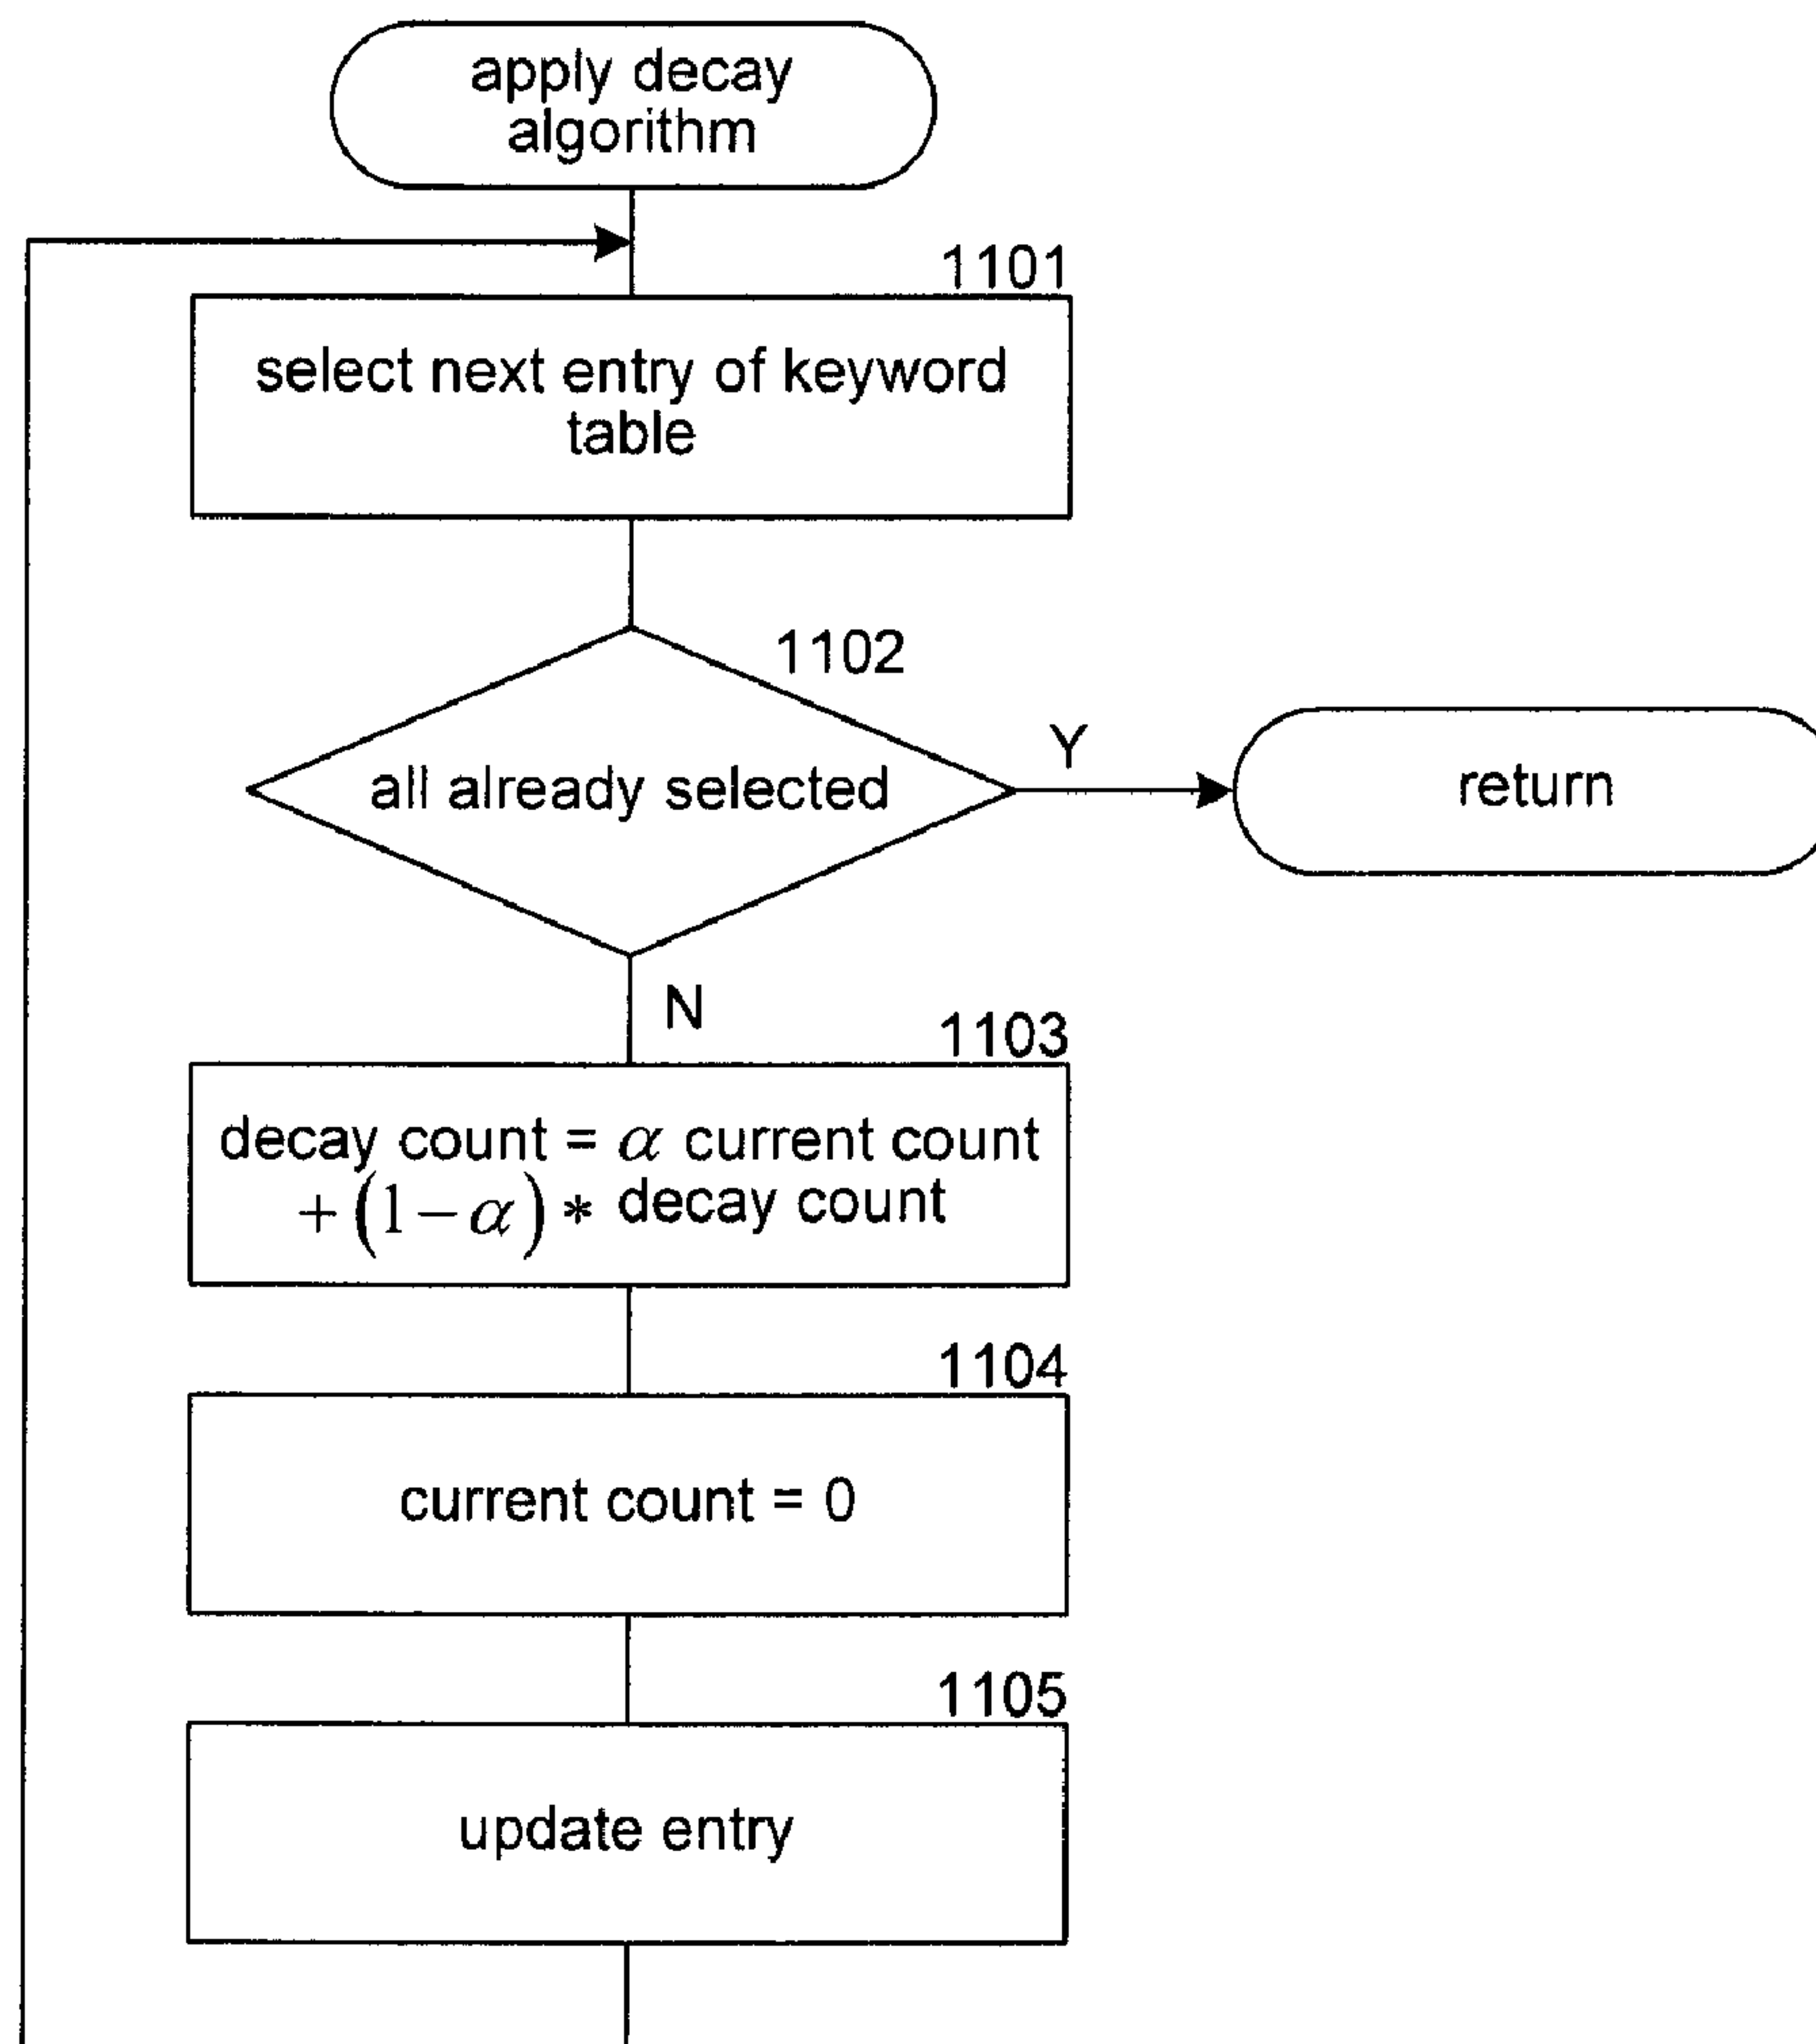 apply decay
algorithm
1101
select next entry of keyword
table
1102
all already selected
Y
return
N
1103
decay count = α current count
+ (1 − α) * decay count
1104
current count = 0
1105
update entry